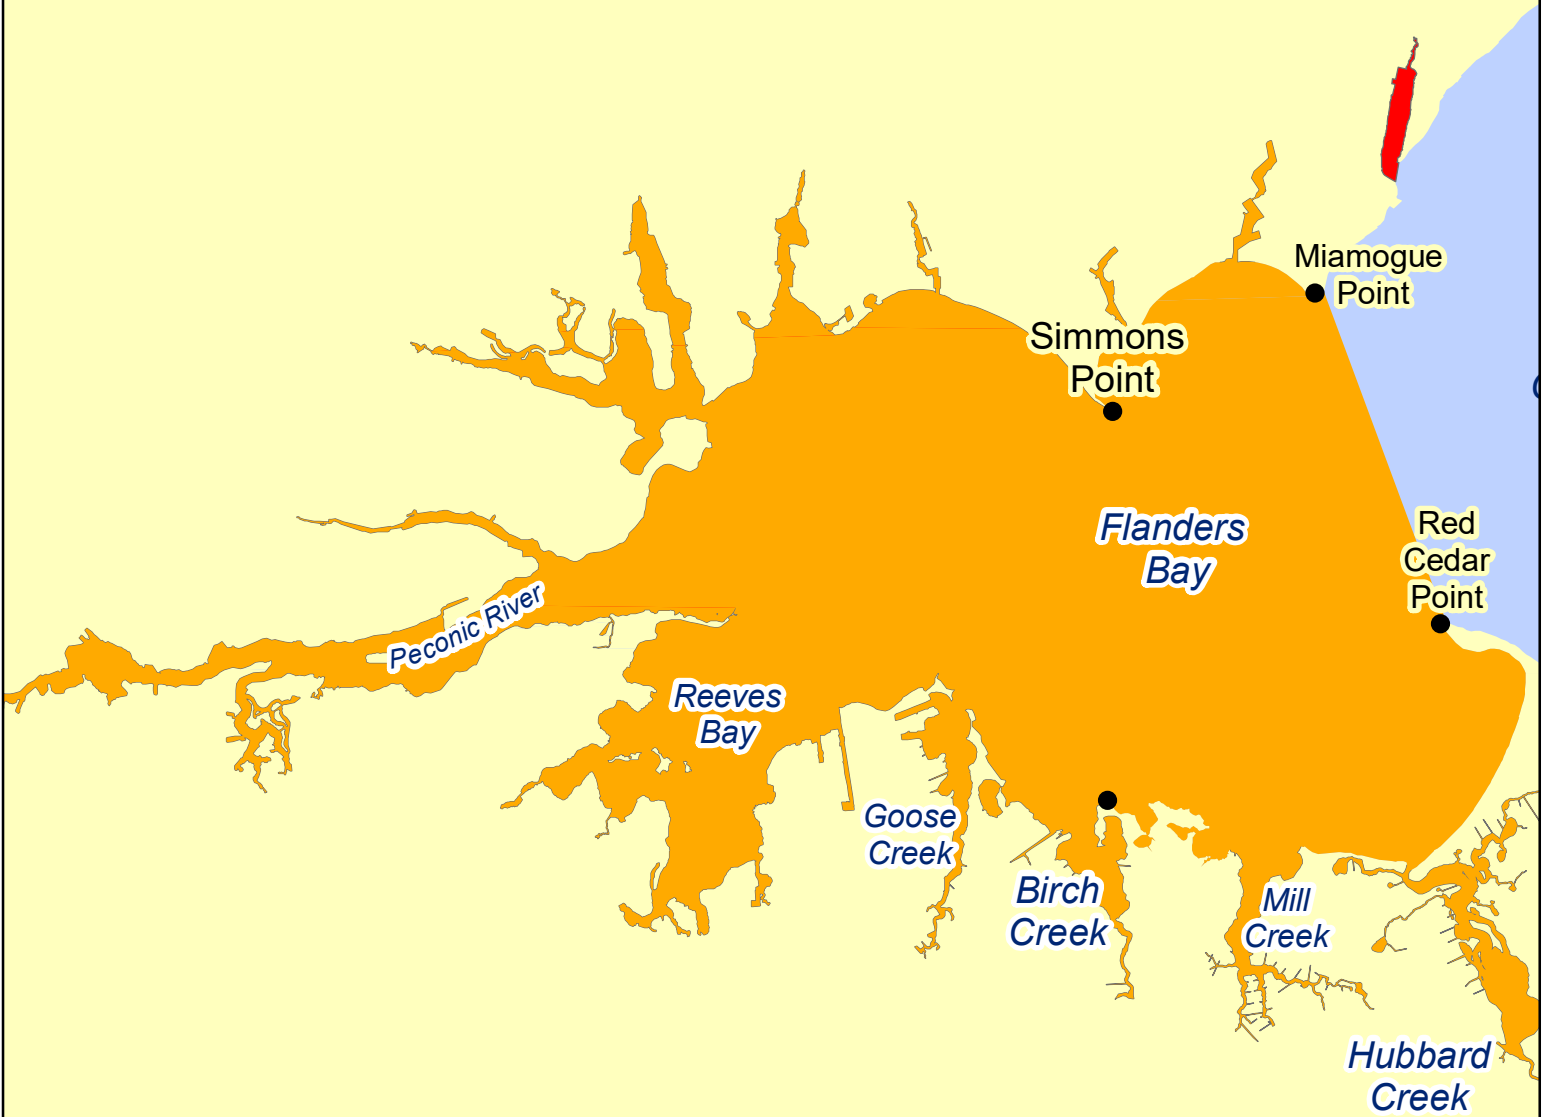 Miamogue
Point
Simmons
Point
Flanders
Bay
Red
Cedar
Point
Peconic River
Reeves
Bay
Goose
Creek
Birch
Creek
Mill
Creek
Hubbard
Creek